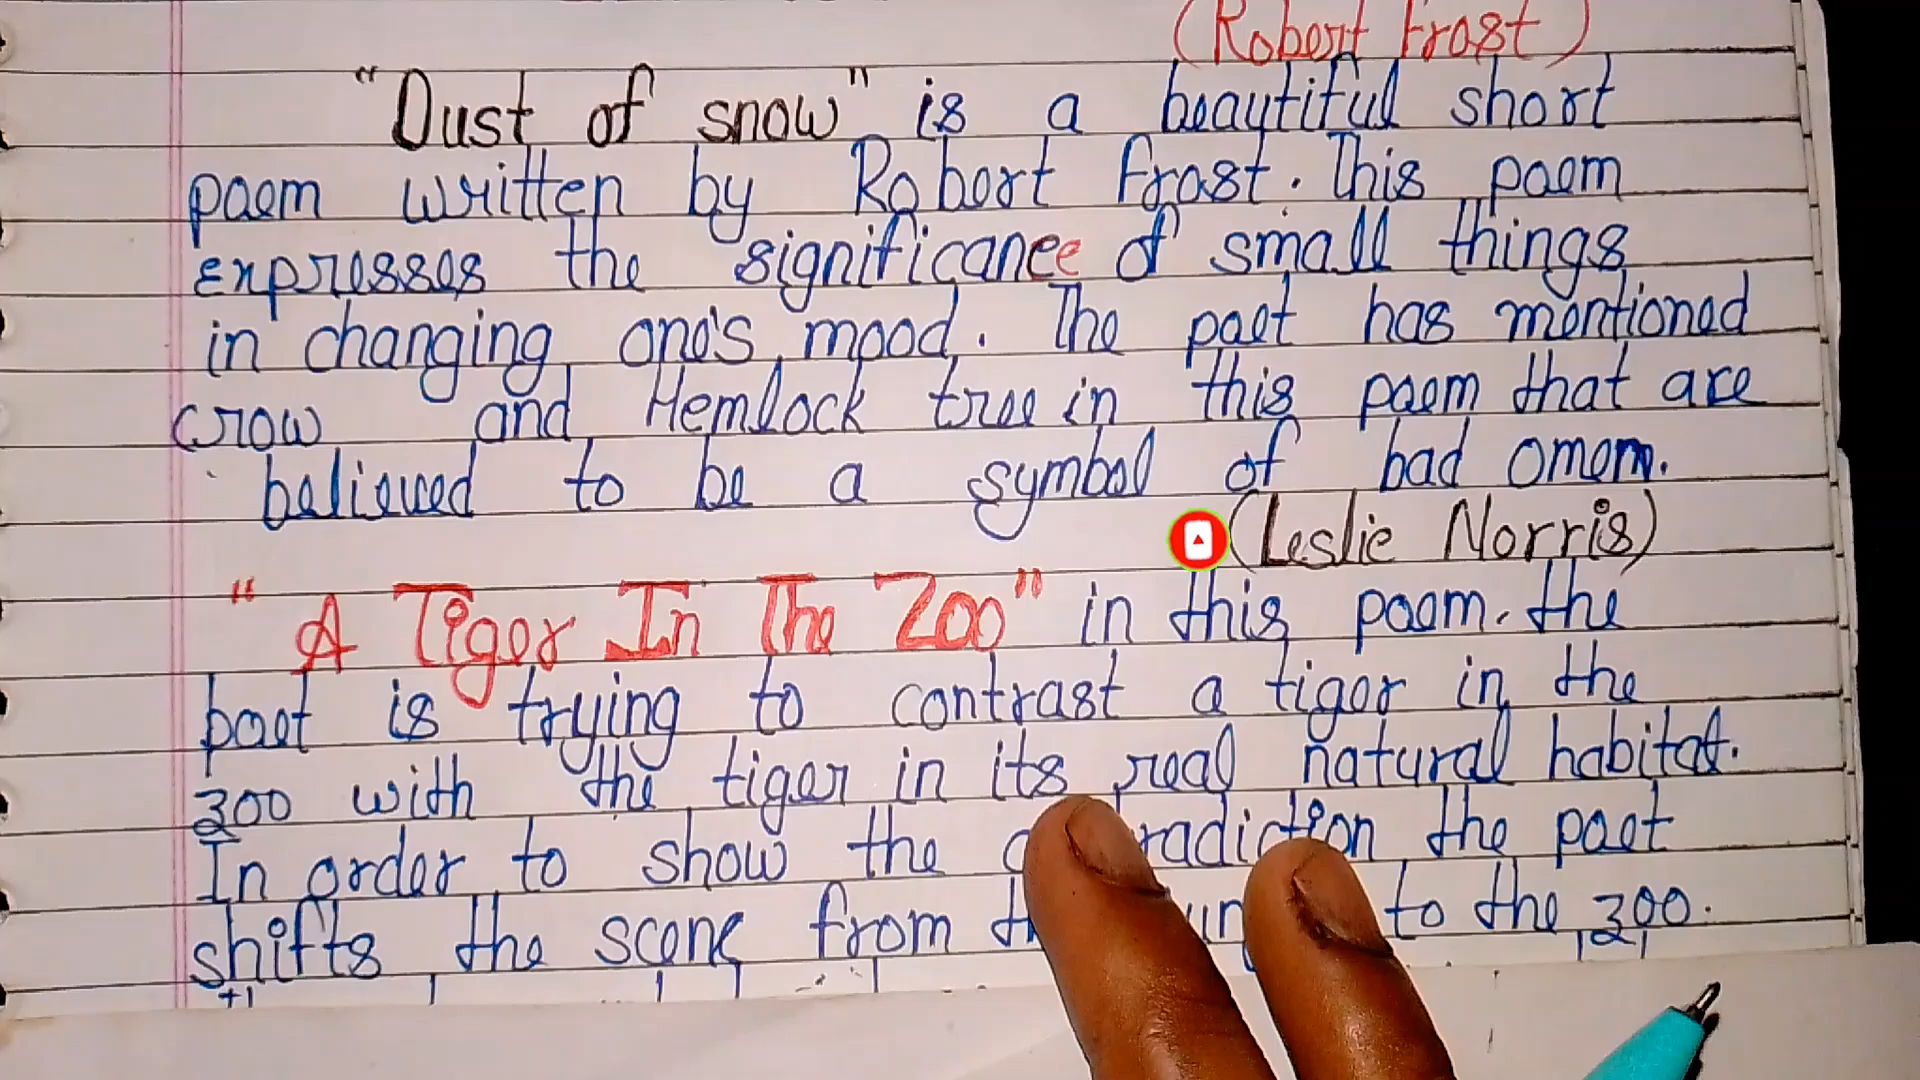 (Robert Frost)
"Dust of snow" is a beautiful short
poem written by Robert Frost. This poem
expresses the significance of small things
in changing one's mood. The poet has mentioned
crow and Hemlock tree in this poem that are
believed to be a symbol of bad omem.
(Leslie Norris)
"A Tiger In The Zoo" in this poem. the
poet is trying to contrast a tiger in the
zoo with the tiger in its real natural habitat.
In order to show the the poet
shifts the scene from to the zoo.